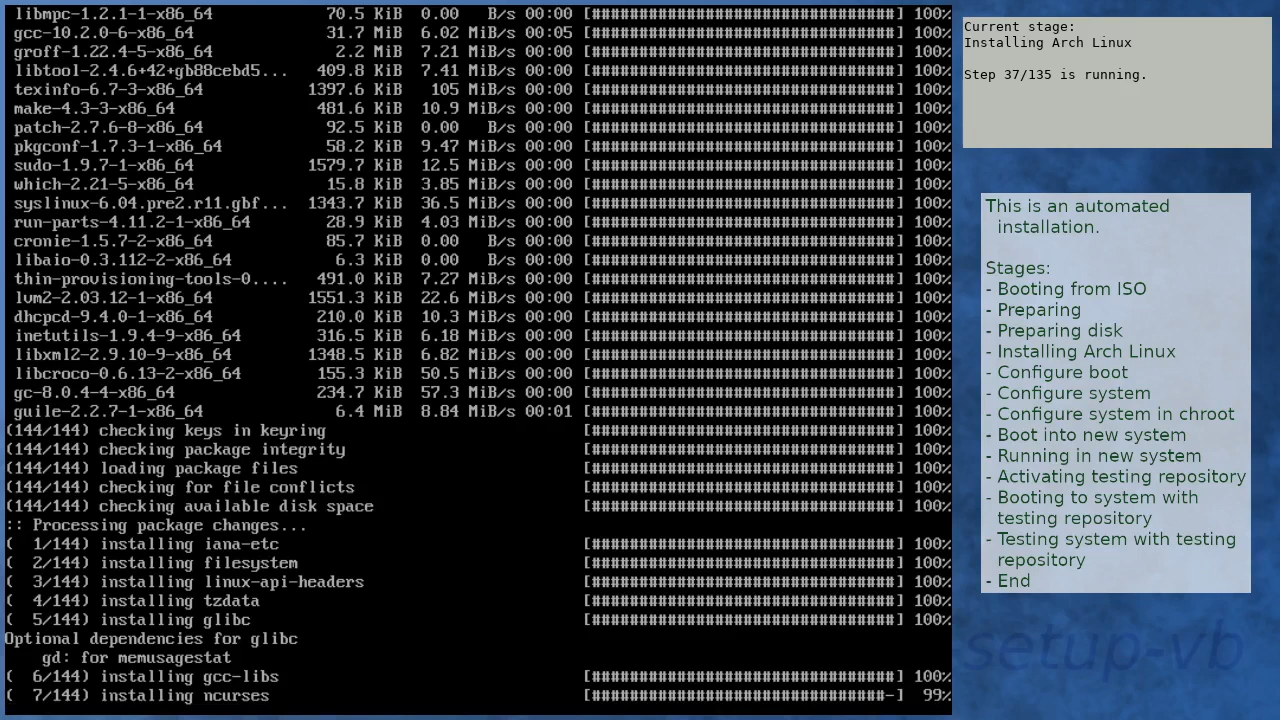 libmpc-1.2.1-1-x86_64 70.5 KiB 0.00 B/s 00:00 [################################] 100%
gcc-10.2.0-6-x86_64 31.7 MiB 6.02 MiB/s 00:05 [################################] 100%
groff-1.22.4-5-x86_64 2.2 MiB 7.21 MiB/s 00:00 [################################] 100%
libtool-2.4.6+42+gb88cebd5... 409.8 KiB 7.41 MiB/s 00:00 [################################] 100%
texinfo-6.7-3-x86_64 1397.6 KiB 105 MiB/s 00:00 [################################] 100%
make-4.3-3-x86_64 481.6 KiB 10.9 MiB/s 00:00 [################################] 100%
patch-2.7.6-8-x86_64 92.5 KiB 0.00 B/s 00:00 [################################] 100%
pkgconf-1.7.3-1-x86_64 58.2 KiB 9.47 MiB/s 00:00 [################################] 100%
sudo-1.9.7-1-x86_64 1579.7 KiB 12.5 MiB/s 00:00 [################################] 100%
which-2.21-5-x86_64 15.8 KiB 3.85 MiB/s 00:00 [################################] 100%
syslinux-6.04.pre2.r11.gbf... 1343.7 KiB 36.5 MiB/s 00:00 [################################] 100%
run-parts-4.11.2-1-x86_64 28.9 KiB 4.03 MiB/s 00:00 [################################] 100%
cronie-1.5.7-2-x86_64 85.7 KiB 0.00 B/s 00:00 [################################] 100%
libaio-0.3.112-2-x86_64 6.3 KiB 0.00 B/s 00:00 [################################] 100%
thin-provisioning-tools-0.... 491.0 KiB 7.27 MiB/s 00:00 [################################] 100%
lvm2-2.03.12-1-x86_64 1551.3 KiB 22.6 MiB/s 00:00 [################################] 100%
dhcpcd-9.4.0-1-x86_64 210.0 KiB 10.3 MiB/s 00:00 [################################] 100%
inetutils-1.9.4-9-x86_64 316.5 KiB 6.18 MiB/s 00:00 [################################] 100%
libxml2-2.9.10-9-x86_64 1348.5 KiB 6.82 MiB/s 00:00 [################################] 100%
libcroco-0.6.13-2-x86_64 155.3 KiB 50.5 MiB/s 00:00 [################################] 100%
gc-8.0.4-4-x86_64 234.7 KiB 57.3 MiB/s 00:00 [################################] 100%
guile-2.2.7-1-x86_64 6.4 MiB 8.84 MiB/s 00:01 [################################] 100%
(144/144) checking keys in keyring [################################] 100%
(144/144) checking package integrity [################################] 100%
(144/144) loading package files [################################] 100%
(144/144) checking for file conflicts [################################] 100%
(144/144) checking available disk space [################################] 100%
:: Processing package changes...
( 1/144) installing iana-etc [################################] 100%
( 2/144) installing filesystem [################################] 100%
( 3/144) installing linux-api-headers [################################] 100%
( 4/144) installing tzdata [################################] 100%
( 5/144) installing glibc [################################] 100%
Optional dependencies for glibc
gd: for memusagestat
( 6/144) installing gcc-libs [################################] 100%
( 7/144) installing ncurses [###############################-] 99%
Current stage:
Installing Arch Linux
Step 37/135 is running.
This is an automated
installation.
Stages:
- Booting from ISO
- Preparing
- Preparing disk
- Installing Arch Linux
- Configure boot
- Configure system
- Configure system in chroot
- Boot into new system
- Running in new system
- Activating testing repository
- Booting to system with
testing repository
- Testing system with testing
repository
- End
setup-vb